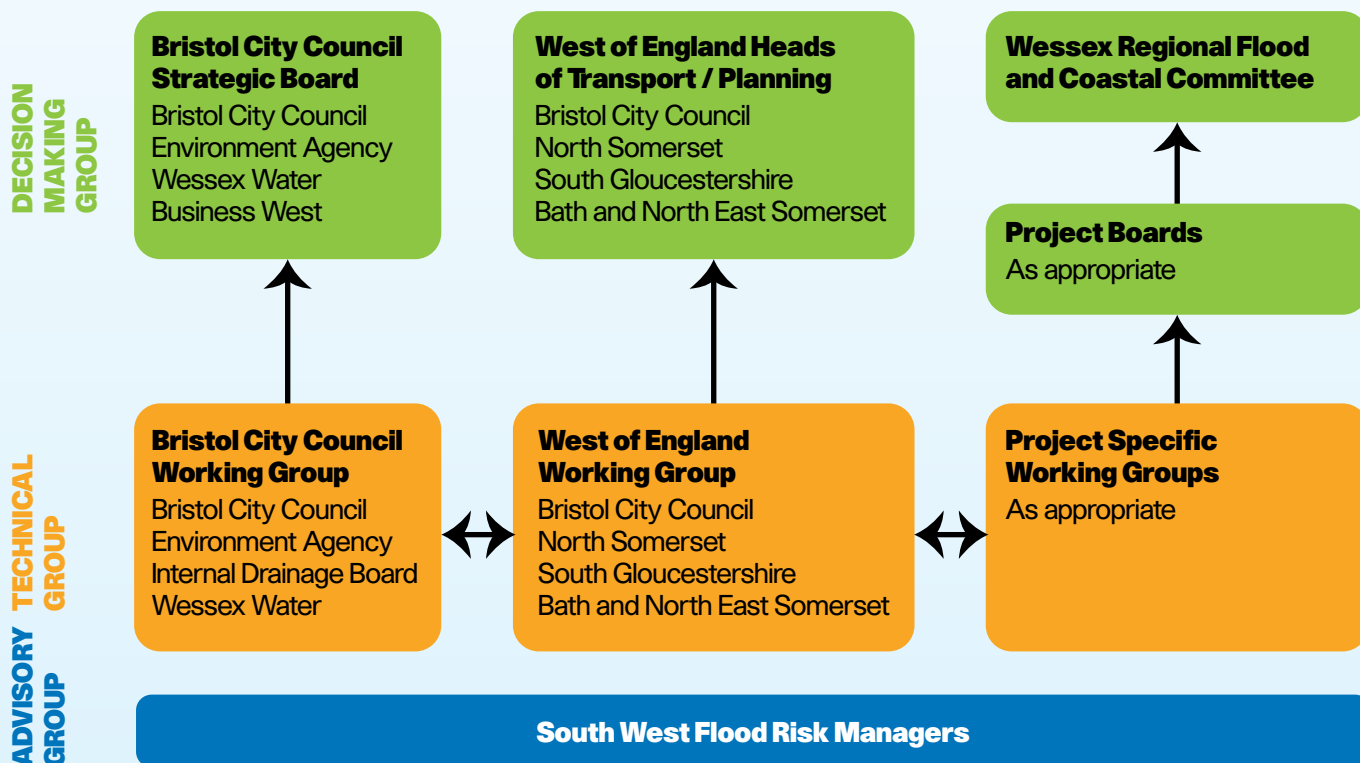 DECISION
MAKING
GROUP
Bristol City Council
Strategic Board
Bristol City Council
Environment Agency
Wessex Water
Business West
West of England Heads
of Transport / Planning
Bristol City Council
North Somerset
South Gloucestershire
Bath and North East Somerset
Wessex Regional Flood
and Coastal Committee
Project Boards
As appropriate
TECHNICAL
GROUP
Bristol City Council
Working Group
Bristol City Council
Environment Agency
Internal Drainage Board
Wessex Water
West of England
Working Group
Bristol City Council
North Somerset
South Gloucestershire
Bath and North East Somerset
Project Specific
Working Groups
As appropriate
ADVISORY
GROUP
South West Flood Risk Managers